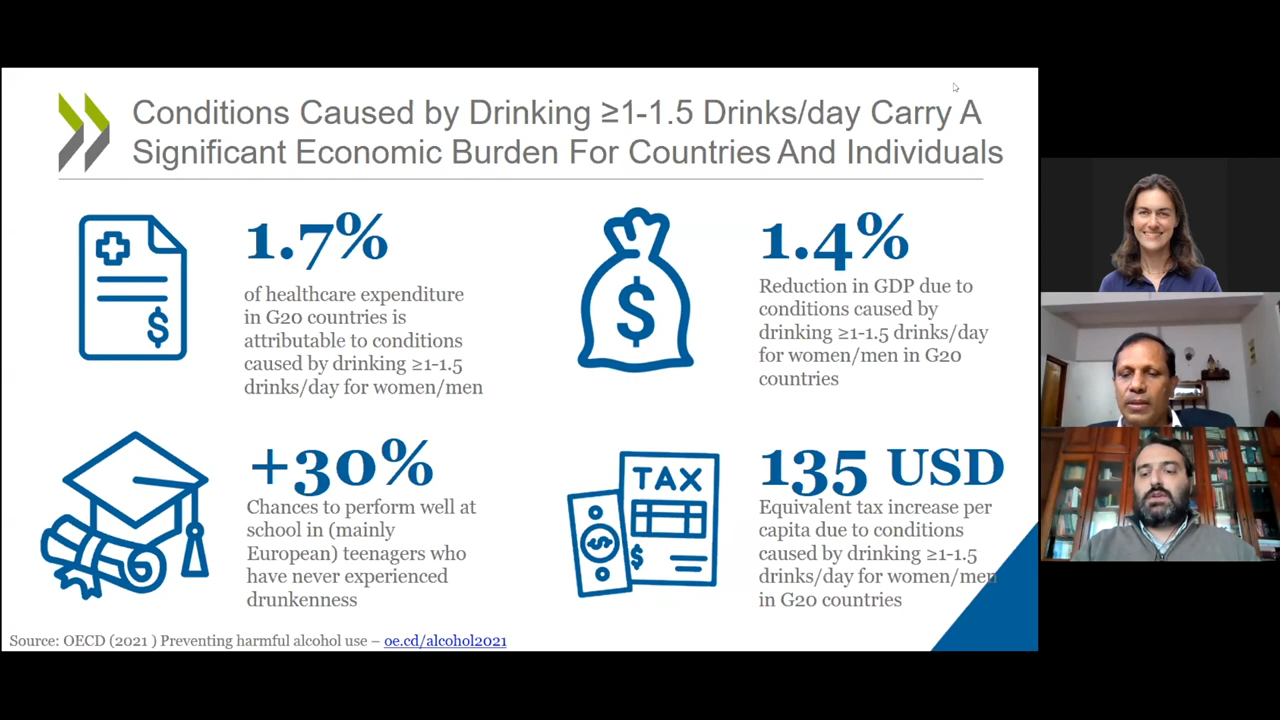 Conditions Caused by Drinking ≥1-1.5 Drinks/day Carry A
Significant Economic Burden For Countries And Individuals
1.7%
of healthcare expenditure
in G20 countries is
attributable to conditions
caused by drinking ≥1-1.5
drinks/day for women/men
$
1.4%
Reduction in GDP due to
conditions caused by
drinking ≥1-1.5 drinks/day
for women/men in G20
countries
$
+30%
Chances to perform well at
school in (mainly
European) teenagers who
have never experienced
drunkenness
135 USD
Equivalent tax increase per
capita due to conditions
caused by drinking ≥1-1.5
drinks/day for women/men
in G20 countries
TAX
$
$
Source: OECD (2021 ) Preventing harmful alcohol use – oe.cd/alcohol2021